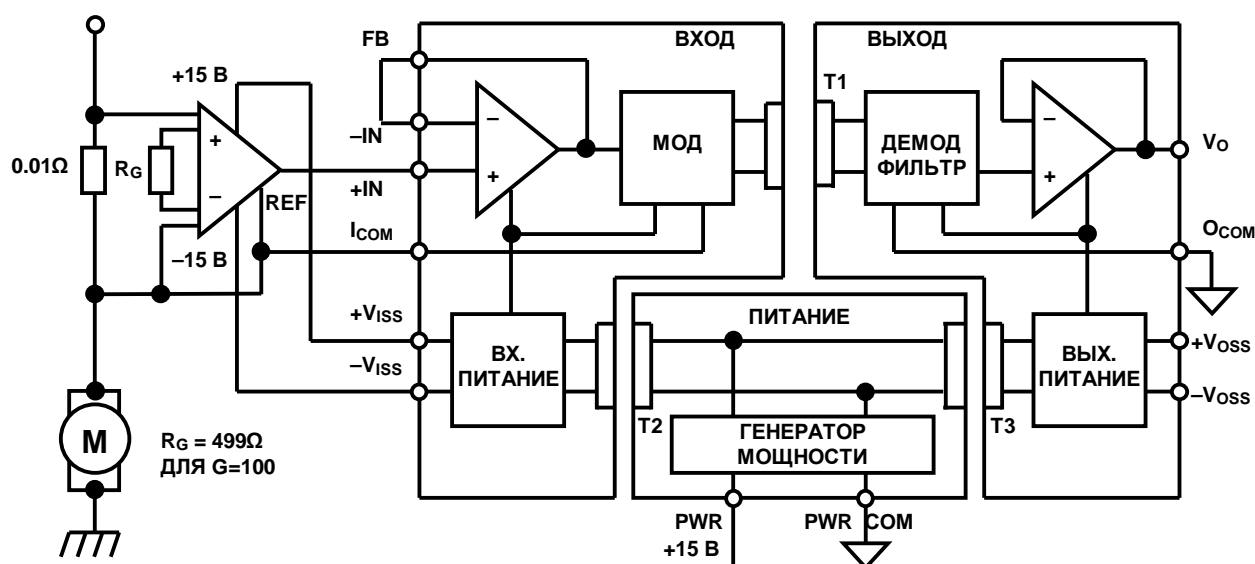 FB
ВХОД
ВЫХОД
+15 В
T1
–IN
МОД
ДЕМОД
ФИЛЬТР
VO
0.01Ω
RG
+
–
–
+
–
+
REF
+IN
ICOM
OCOM
–15 В
+VISS
ПИТАНИЕ
ВХ.
ПИТАНИЕ
ВЫХ.
ПИТАНИЕ
+VOSS
–VISS
–VOSS
T2
T3
ГЕНЕРАТОР
МОЩНОСТИ
M
RG = 499Ω
ДЛЯ G=100
PWR
PWR COM
+15 В